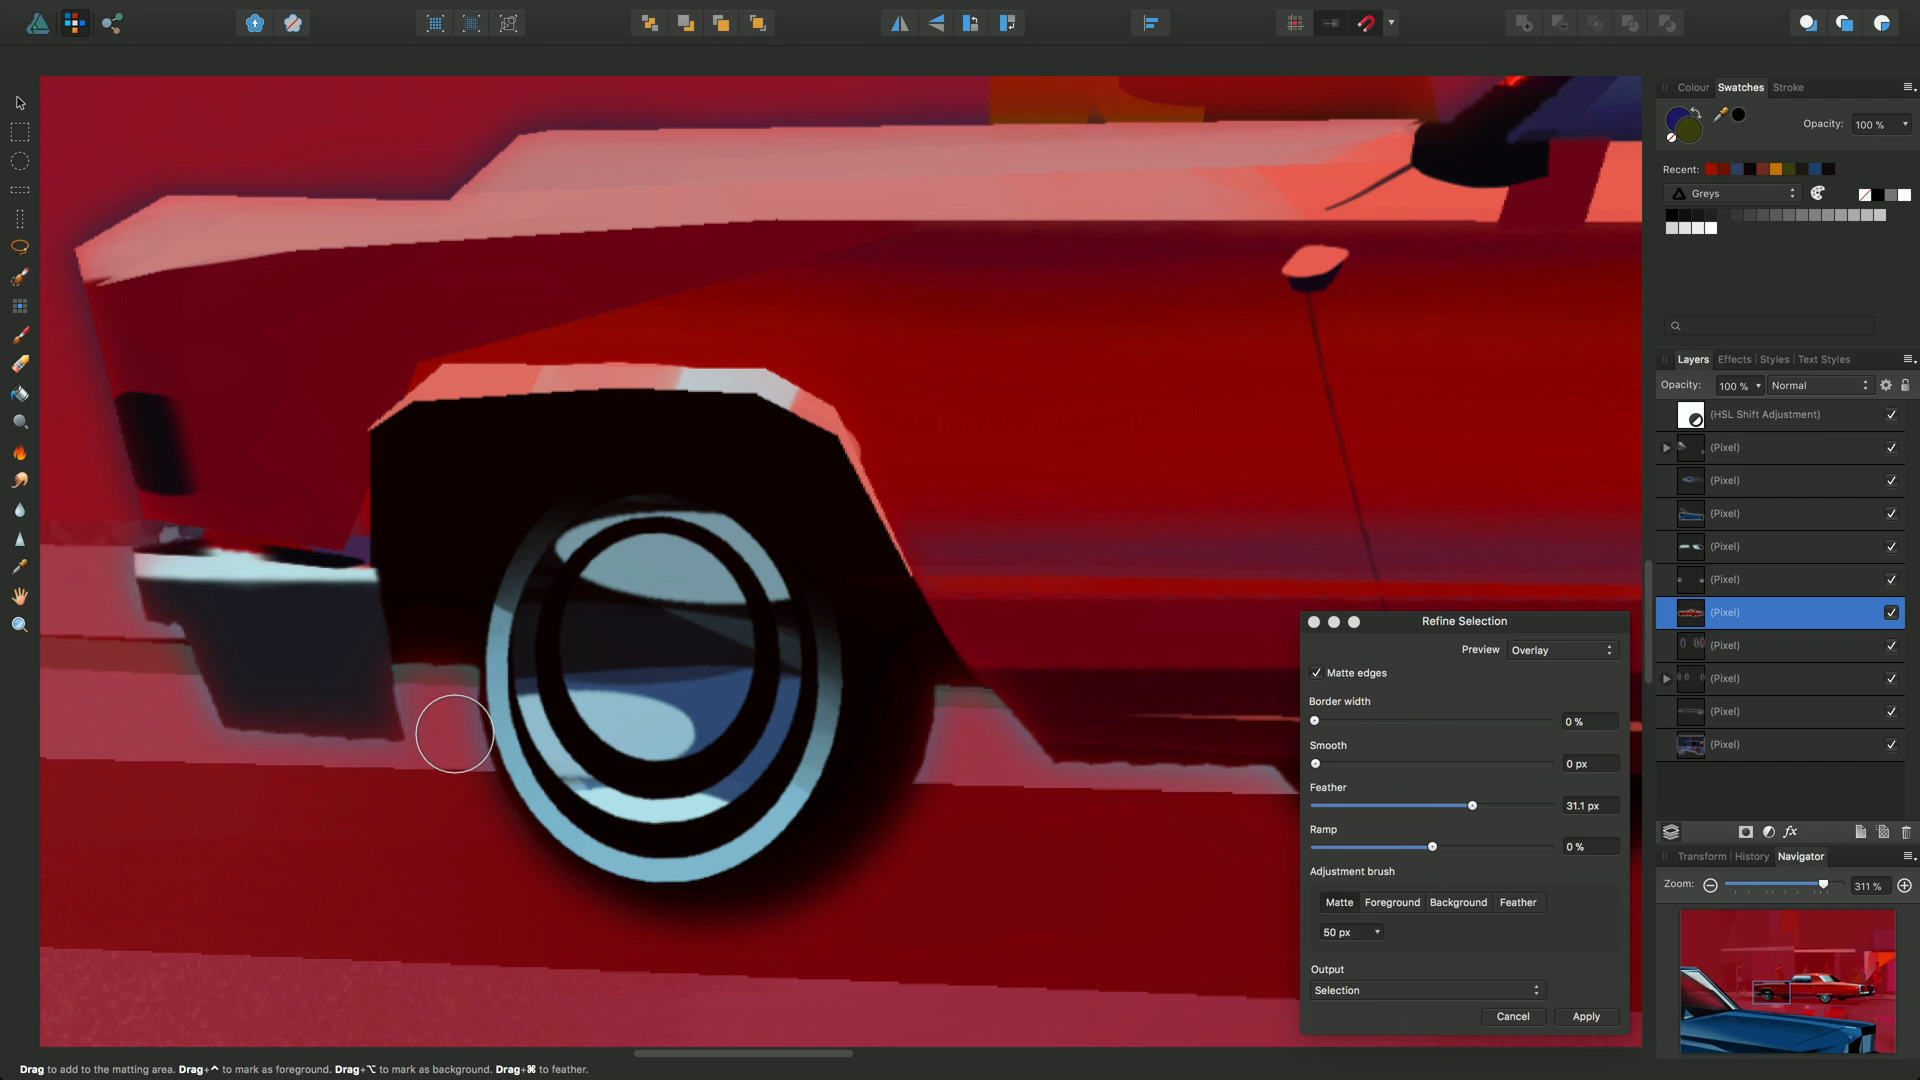 Colour Swatches Stroke
Opacity: 100 %
Recent:
Greys
Layers Effects Styles Text Styles
Opacity: 100 % Normal
(HSL Shift Adjustment)
(Pixel)
(Pixel)
(Pixel)
(Pixel)
(Pixel)
(Pixel)
(Pixel)
(Pixel)
(Pixel)
(Pixel)
fx
Transform History Navigator
Zoom: 311 %
Refine Selection
Preview Overlay
Matte edges
Border width
0 %
Smooth
0 px
Feather
31.1 px
Ramp
0 %
Adjustment brush
Matte Foreground Background Feather
50 px
Output
Selection
Cancel Apply
Drag to add to the matting area. Drag+⌃ to mark as foreground. Drag+⌥ to mark as background. Drag+⌘ to feather.